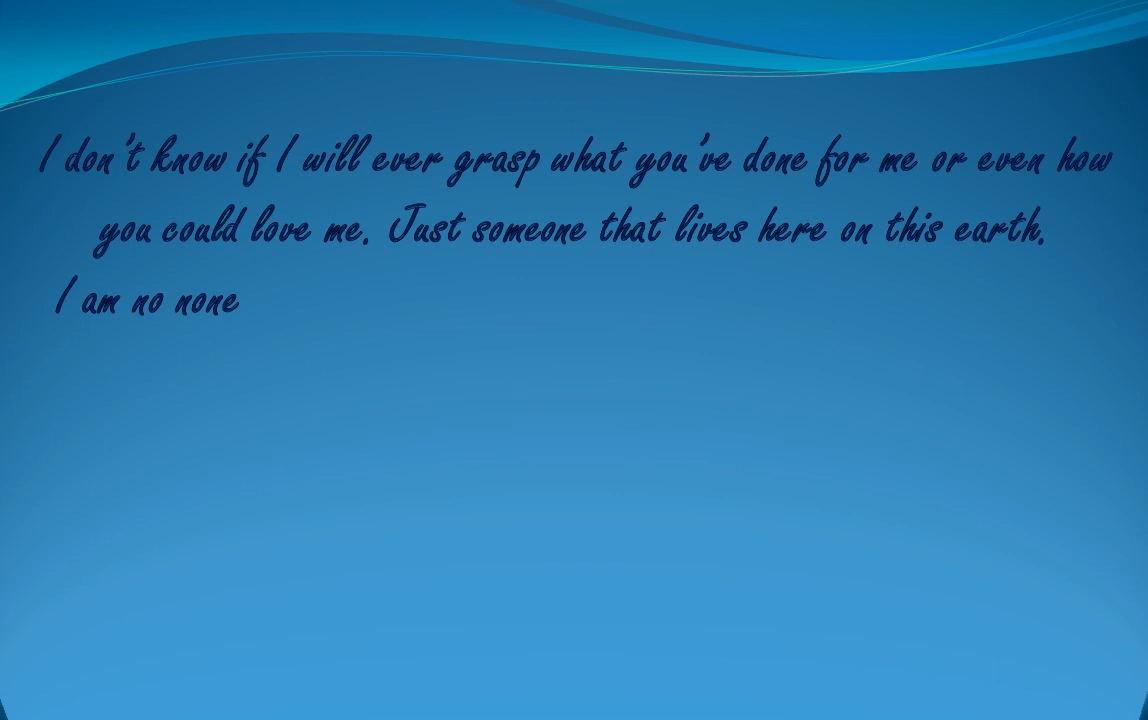 I don't know if I will ever grasp what you've done for me or even how
you could love me. Just someone that lives here on this earth.
I am no none